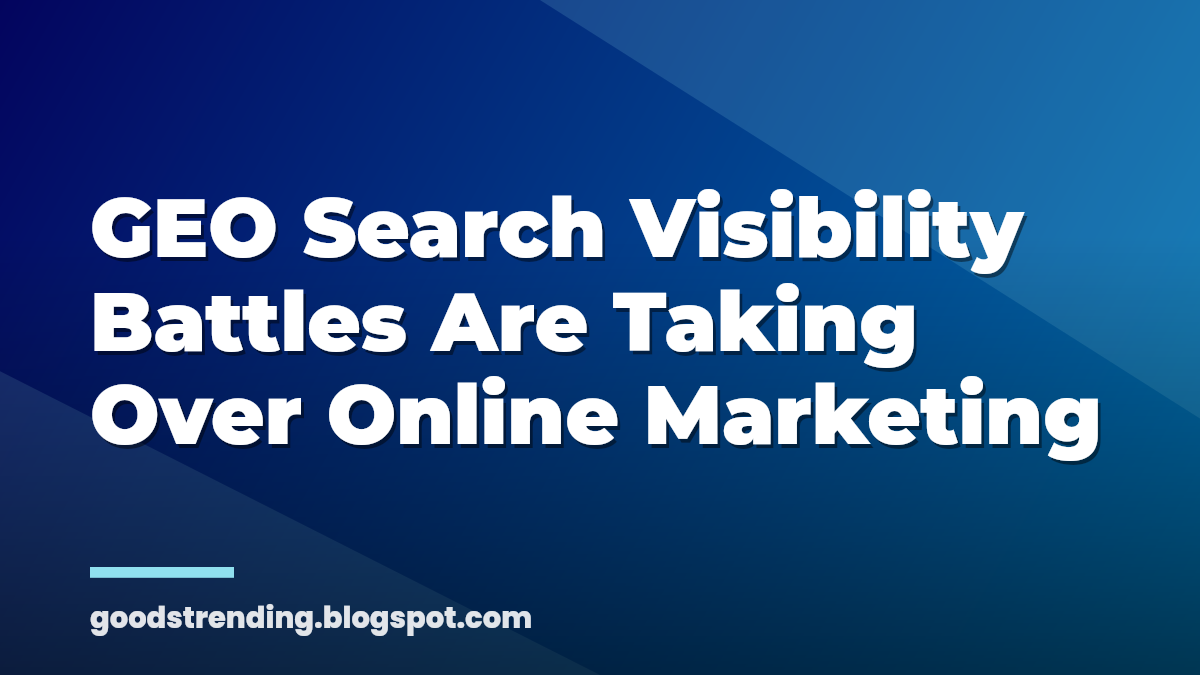 GEO Search Visibility
Battles Are Taking
Over Online Marketing
goodstrending.blogspot.com